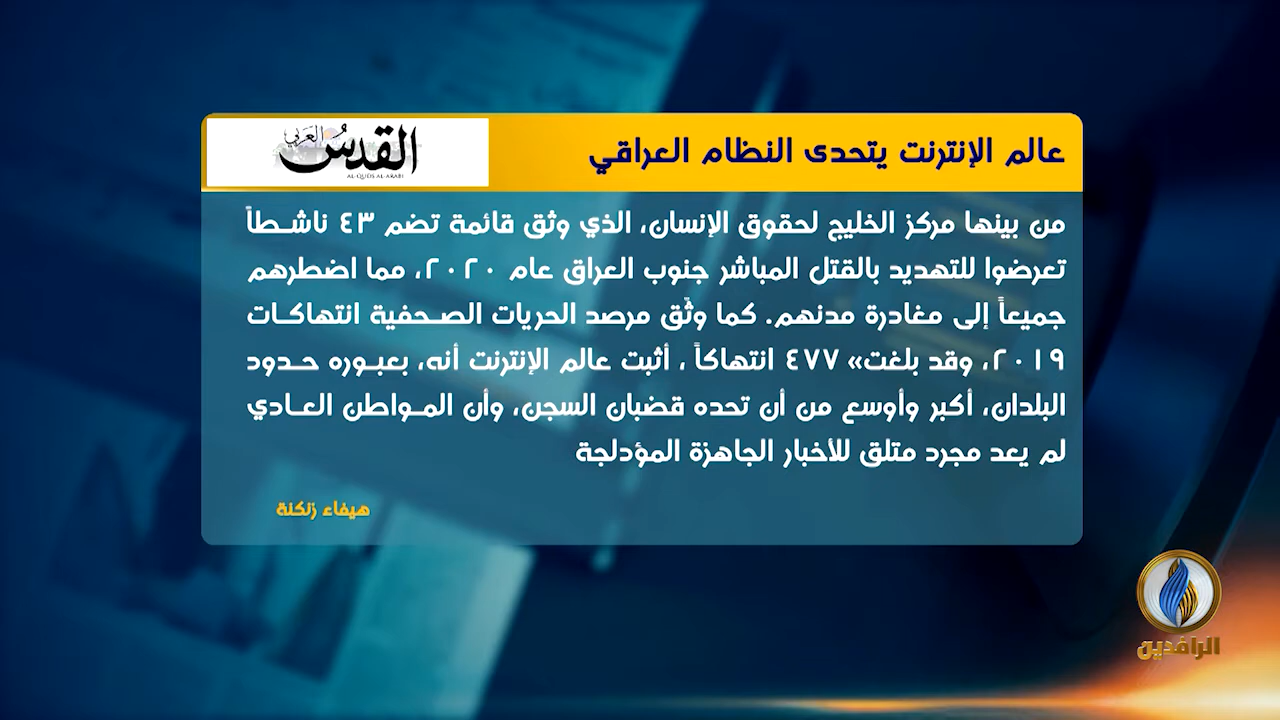 عالم الإنترنت يتحدى النظام العراقي
القدس العربي
AL-QUDS AL-ARABI
من بينها مركز الخليج لحقوق الإنسان، الذي وثق قائمة تضم ٤٣ ناشطاً
تعرضوا للتهديد بالقتل المباشر جنوب العراق عام ٢٠٢٠، مما اضطرهم
جميعاً إلى مغادرة مدنهم. كما وثّق مرصد الحريات الصحفية انتهاكات
٢٠١٩، وقد بلغت» ٤٧٧ انتهاكاً ، أثبت عالم الإنترنت أنه، بعبوره حدود
البلدان، أكبر وأوسع من أن تحده قضبان السجن، وأن المواطن العادي
لم يعد مجرد متلق للأخبار الجاهزة المؤدلجة
هيفاء زنكنة
الرافدين